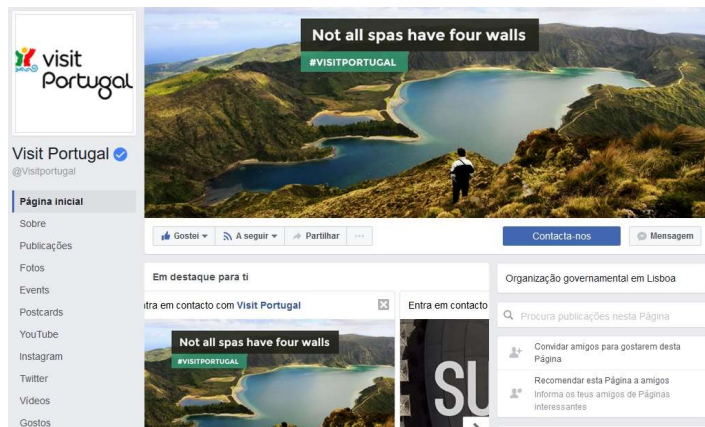 Not all spas have four walls
#VISITPORTUGAL
visit
Portugal
Visit Portugal
@Visitportugal
Página inicial
Sobre
Publicações
Fotos
Events
Postcards
YouTube
Instagram
Twitter
Vídeos
Gostos
Gostei
A seguir
Partilhar
Contacta-nos
Mensagem
Em destaque para ti
ntra em contacto com Visit Portugal
Entra em contacto
Not all spas have four walls
#VISITPORTUGAL
SU
Organização governamental em Lisboa
Procura publicações nesta Página
Convidar amigos para gostarem desta
Página
Recomendar esta Página a amigos
Informa os teus amigos de Páginas
interessantes